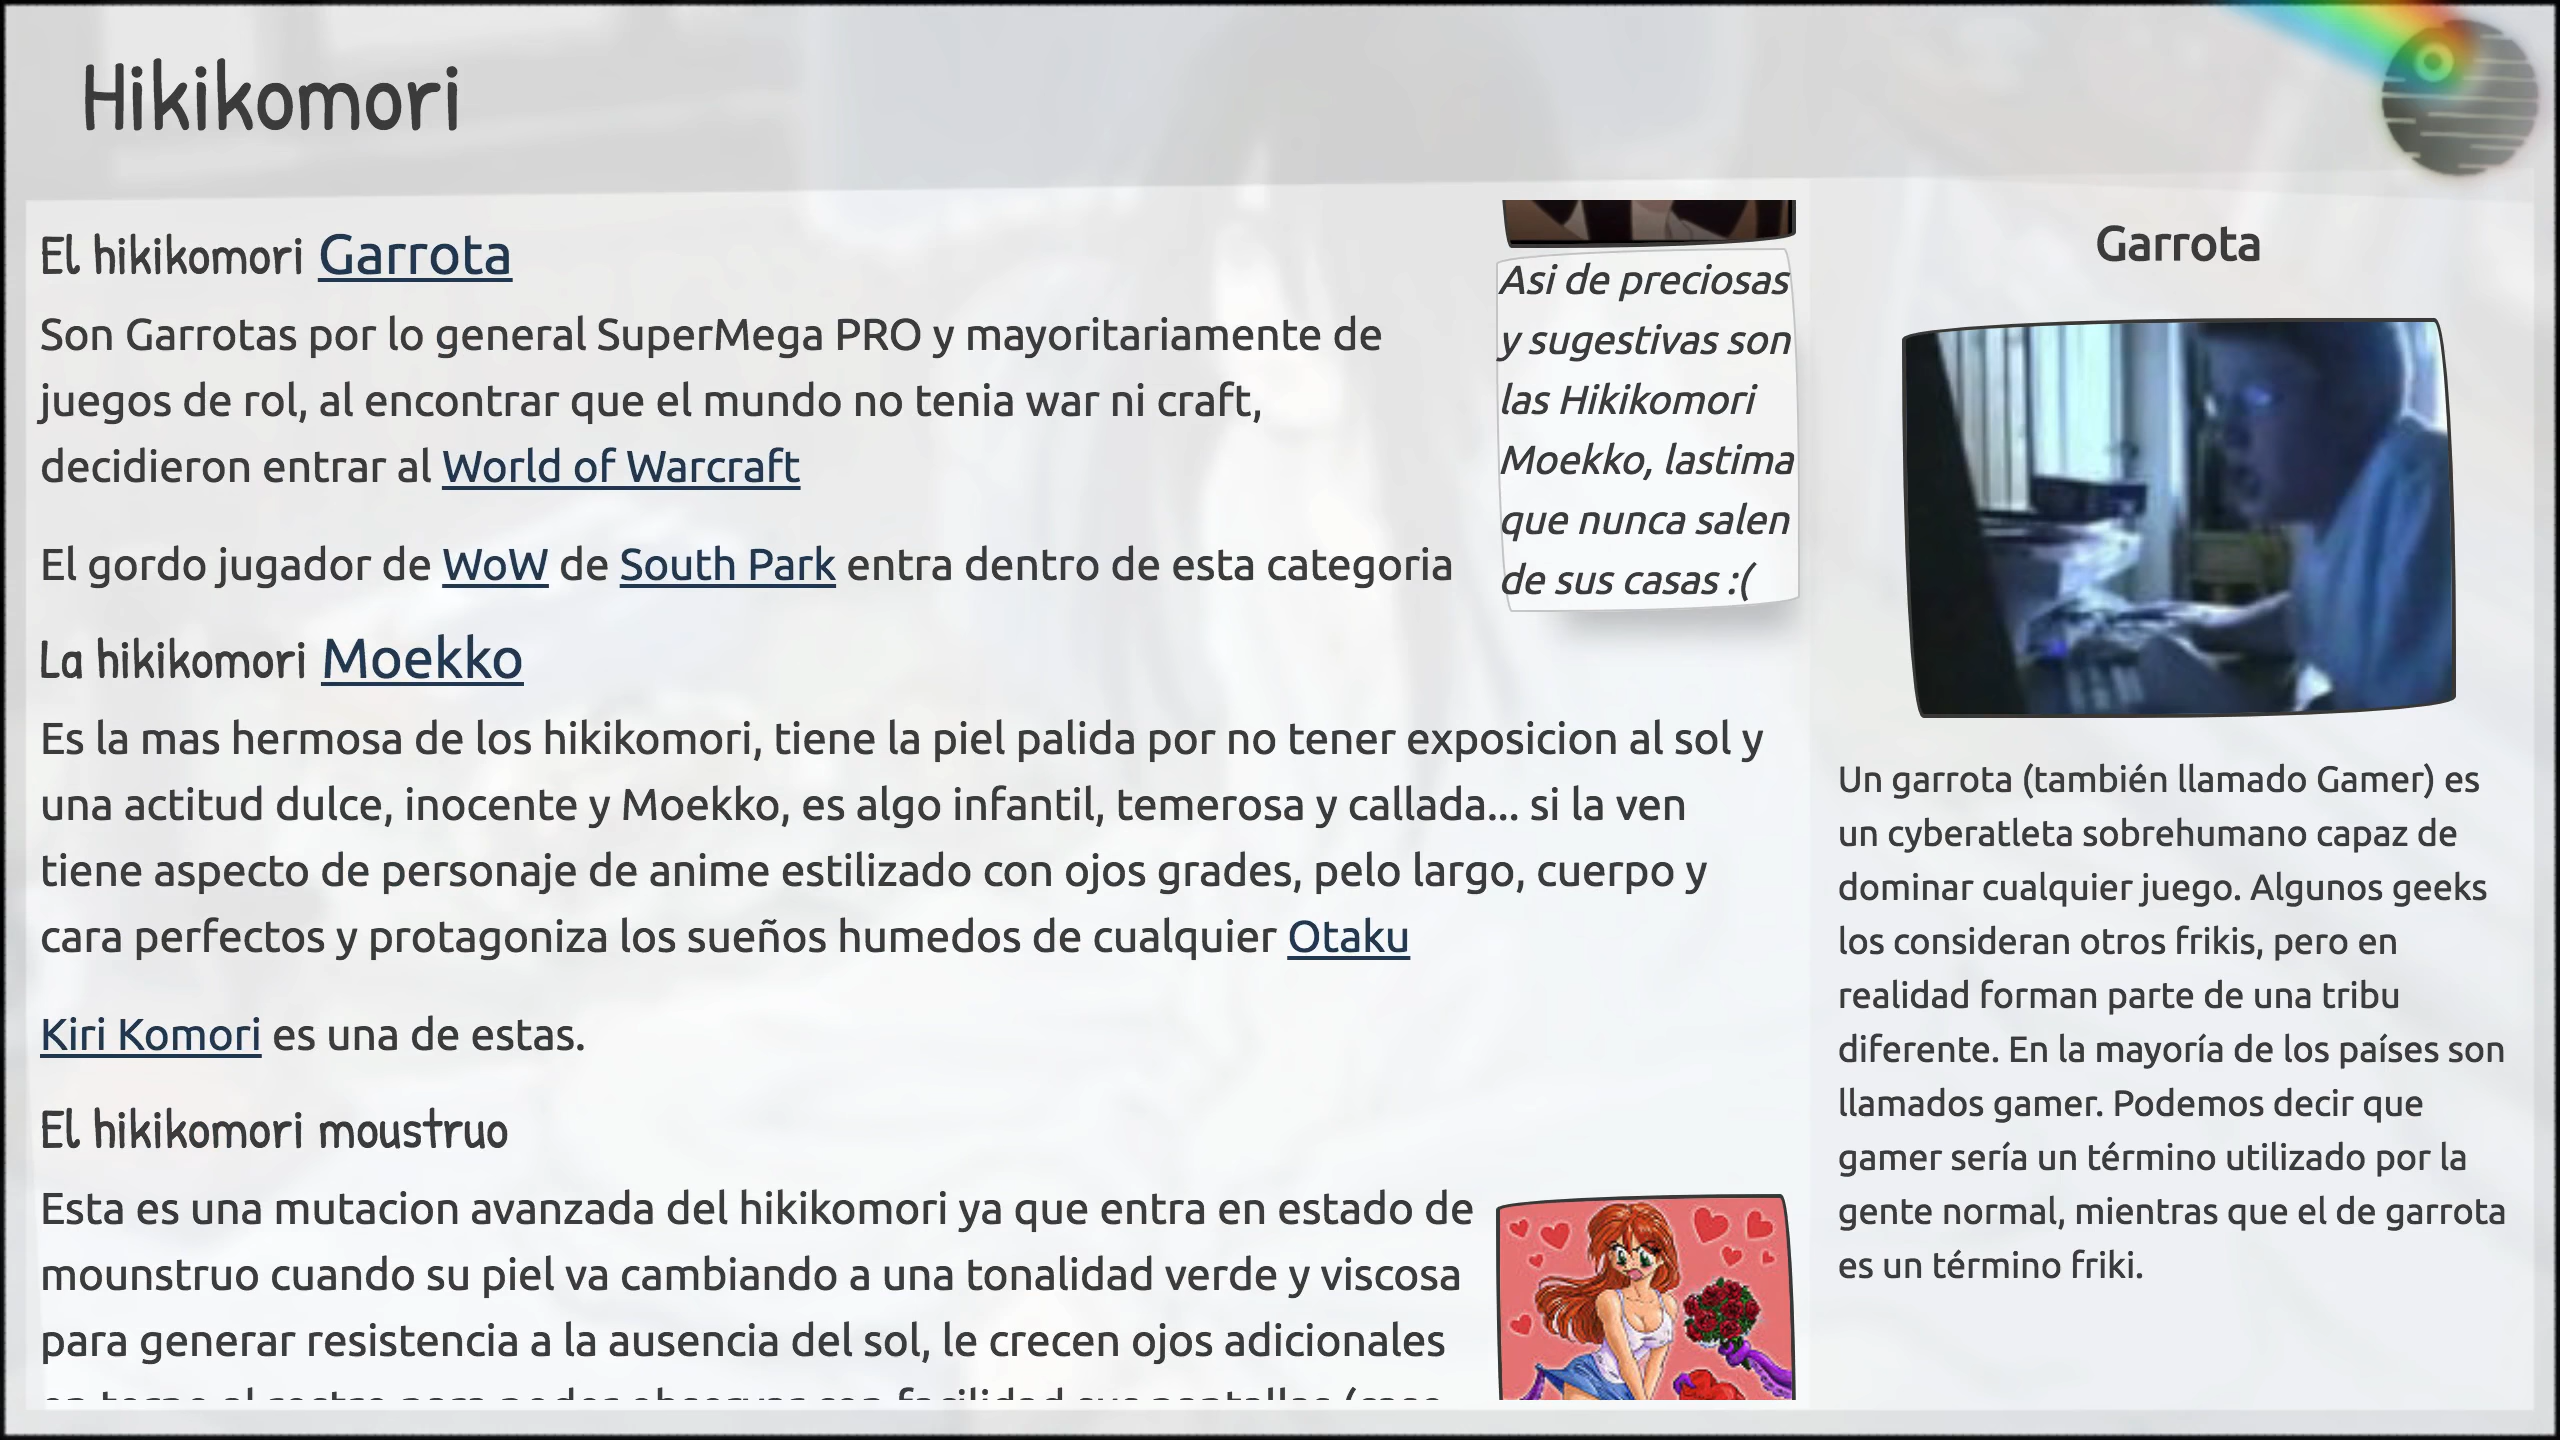 Hikikomori
El hikikomori Garrota
Son Garrotas por lo general SuperMega PRO y mayoritariamente de
juegos de rol, al encontrar que el mundo no tenia war ni craft,
decidieron entrar al World of Warcraft
El gordo jugador de WoW de South Park entra dentro de esta categoria
Asi de preciosas
y sugestivas son
las Hikikomori
Moekko, lastima
que nunca salen
de sus casas :(
La hikikomori Moekko
Es la mas hermosa de los hikikomori, tiene la piel palida por no tener exposicion al sol y
una actitud dulce, inocente y Moekko, es algo infantil, temerosa y callada... si la ven
tiene aspecto de personaje de anime estilizado con ojos grades, pelo largo, cuerpo y
cara perfectos y protagoniza los sueños humedos de cualquier Otaku
Kiri Komori es una de estas.
El hikikomori moustruo
Esta es una mutacion avanzada del hikikomori ya que entra en estado de
mounstruo cuando su piel va cambiando a una tonalidad verde y viscosa
para generar resistencia a la ausencia del sol, le crecen ojos adicionales
Garrota
Un garrota (también llamado Gamer) es
un cyberatleta sobrehumano capaz de
dominar cualquier juego. Algunos geeks
los consideran otros frikis, pero en
realidad forman parte de una tribu
diferente. En la mayoría de los países son
llamados gamer. Podemos decir que
gamer sería un término utilizado por la
gente normal, mientras que el de garrota
es un término friki.